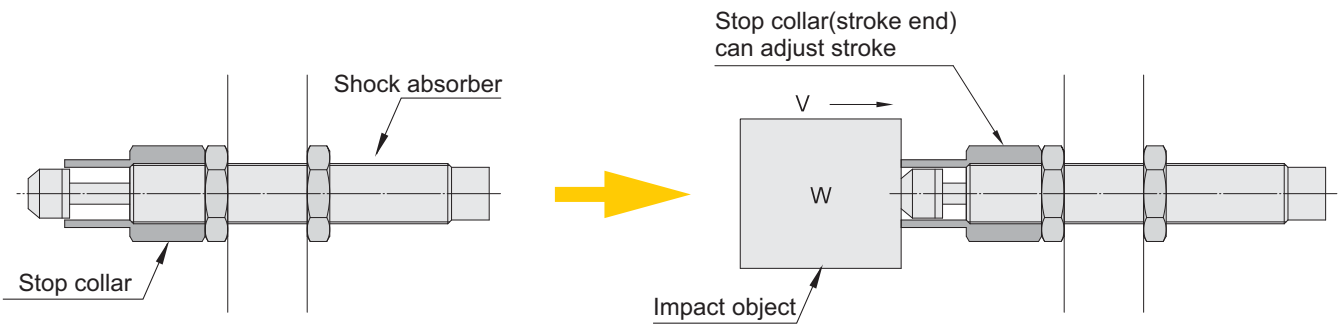 Shock absorber
Stop collar
Stop collar(stroke end)
can adjust stroke
V
W
Impact object